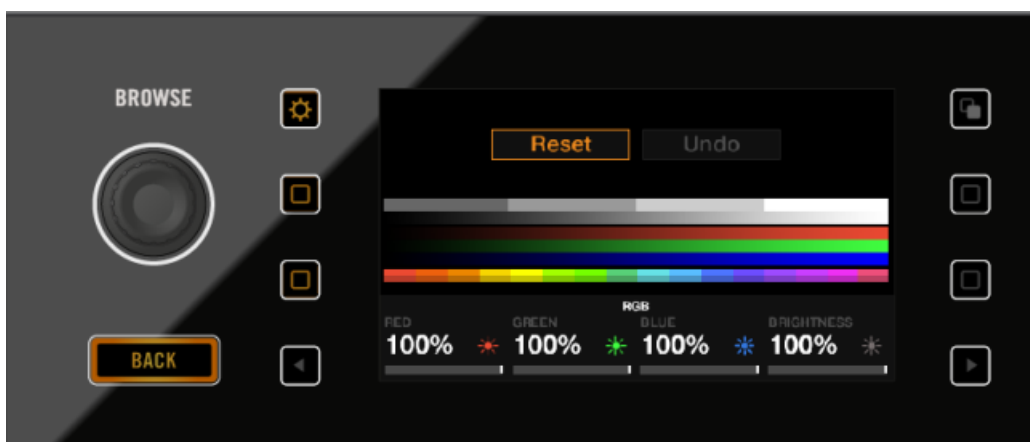 BROWSE
Reset Undo
RGB
RED GREEN BLUE BRIGHTNESS
100% 100% 100% 100%
BACK